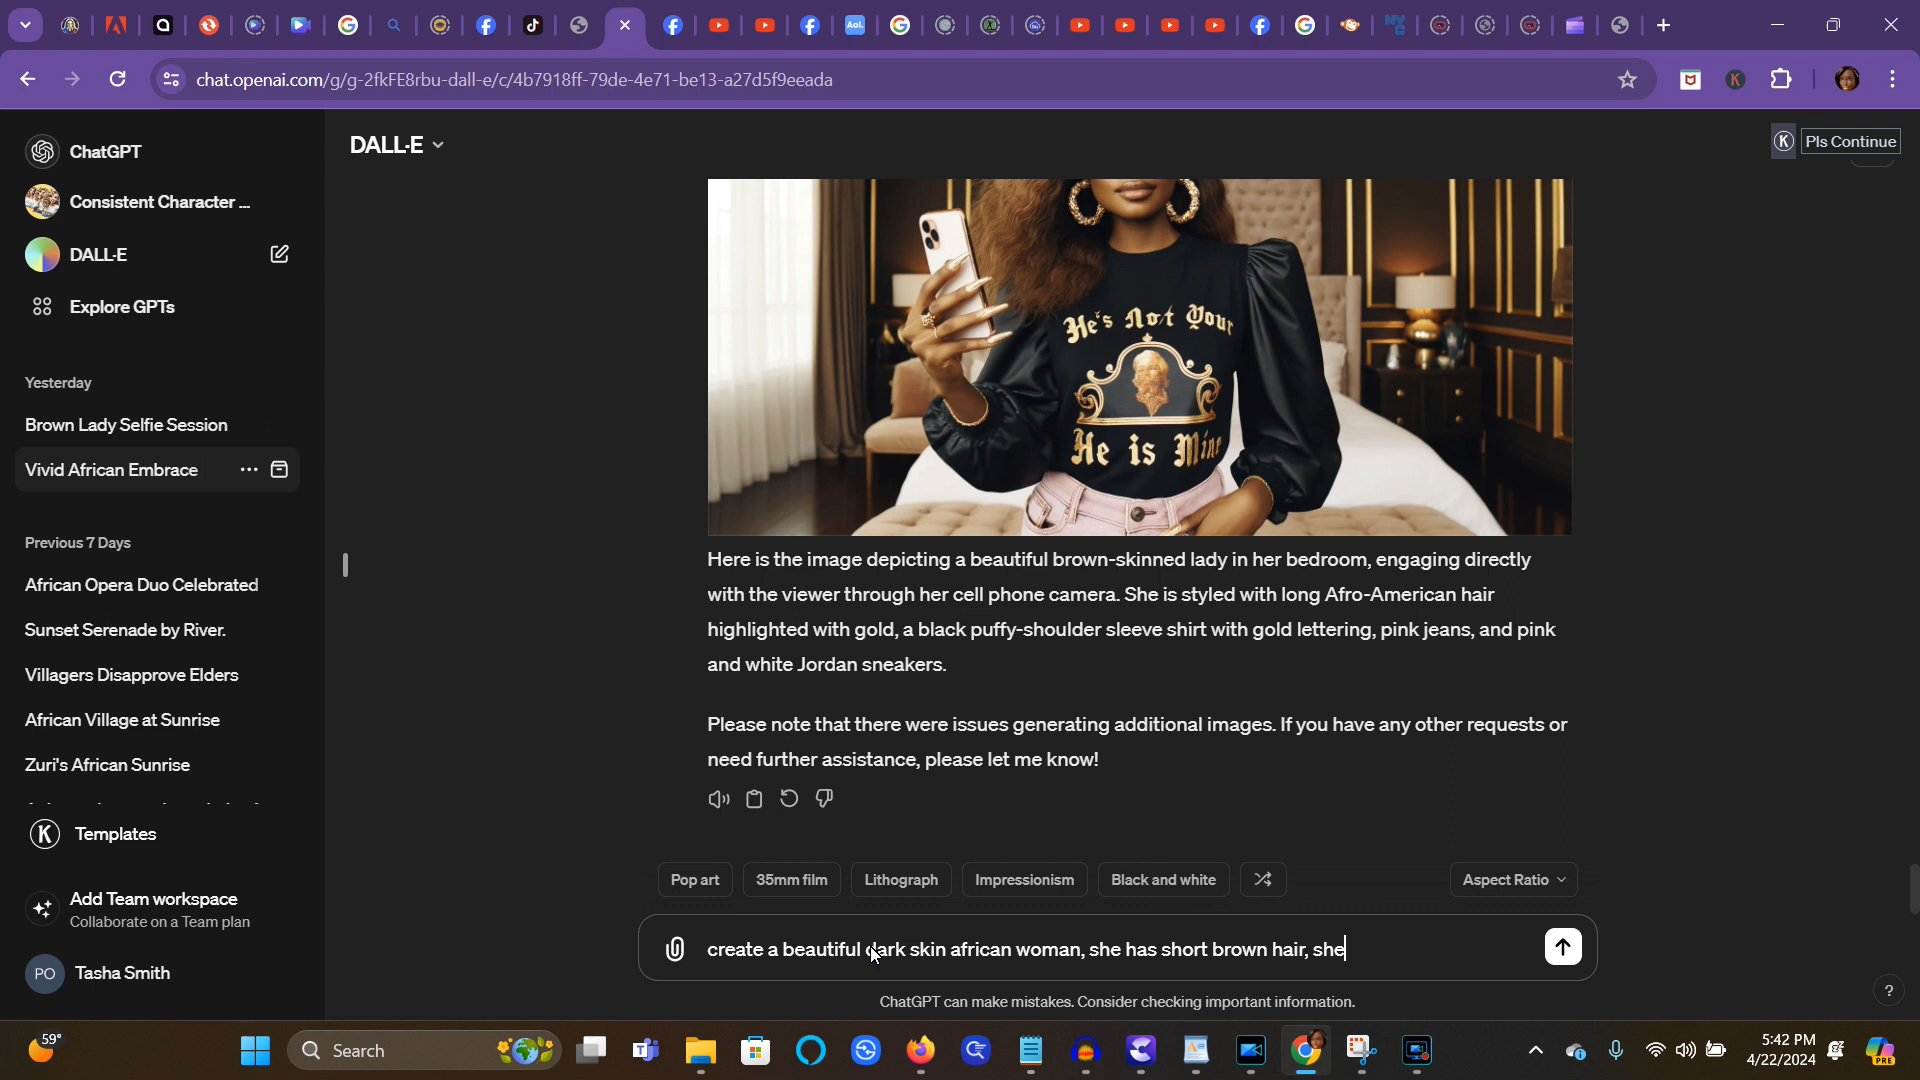 Aol.
chat.openai.com/g/g-2fkFE8rbu-dall-e/c/4b7918ff-79de-4e71-be13-a27d5f9eeada
K
ChatGPT
DALL·E
K
Pls Continue
Consistent Character ...
DALL·E
Explore GPTs
Yesterday
Brown Lady Selfie Session
Vivid African Embrace
Previous 7 Days
African Opera Duo Celebrated
Sunset Serenade by River.
Villagers Disapprove Elders
African Village at Sunrise
Zuri's African Sunrise
K
Templates
Add Team workspace
Collaborate on a Team plan
PO
Tasha Smith
He's Not Your
He is Mine
Here is the image depicting a beautiful brown-skinned lady in her bedroom, engaging directly
with the viewer through her cell phone camera. She is styled with long Afro-American hair
highlighted with gold, a black puffy-shoulder sleeve shirt with gold lettering, pink jeans, and pink
and white Jordan sneakers.
Please note that there were issues generating additional images. If you have any other requests or
need further assistance, please let me know!
Pop art
35mm film
Lithograph
Impressionism
Black and white
Aspect Ratio
create a beautiful dark skin african woman, she has short brown hair, she
ChatGPT can make mistakes. Consider checking important information.
?
59°
Search
5:42 PM
4/22/2024
PRE